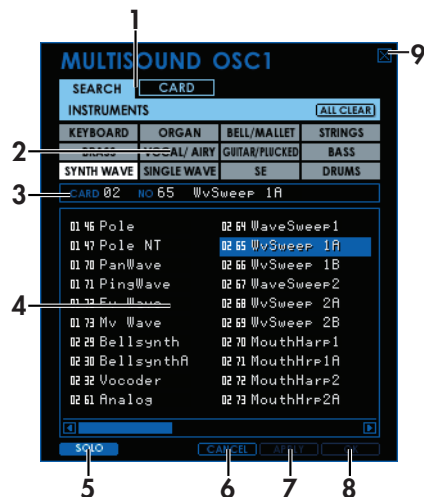 1
MULTISOUND OSC1
9
SEARCH CARD
INSTRUMENTS ALL CLEAR
KEYBOARD ORGAN BELL/MALLET STRINGS
2 BRASS VOCAL/ AIRY GUITAR/PLUCKED BASS
SYNTH WAVE SINGLE WAVE SE DRUMS
3 CARD 02 NO 65 WvSweep 1A
01 46 Pole 02 64 WaveSweep1
01 47 Pole NT 02 65 WvSweep 1A
01 70 PanWave 02 66 WvSweep 1B
01 71 PingWave 02 67 WaveSweep2
4 01 72 Fv Wave 02 68 WvSweep 2A
01 73 Mv Wave 02 69 WvSweep 2B
02 29 Bellsynth 02 70 MouthHarp1
02 30 BellsynthA 02 71 MouthHrp1A
02 32 Vocoder 02 72 MouthHarp2
02 61 Analog 02 73 MouthHrp2A
SOLO CANCEL APPLY OK
5 6 7 8